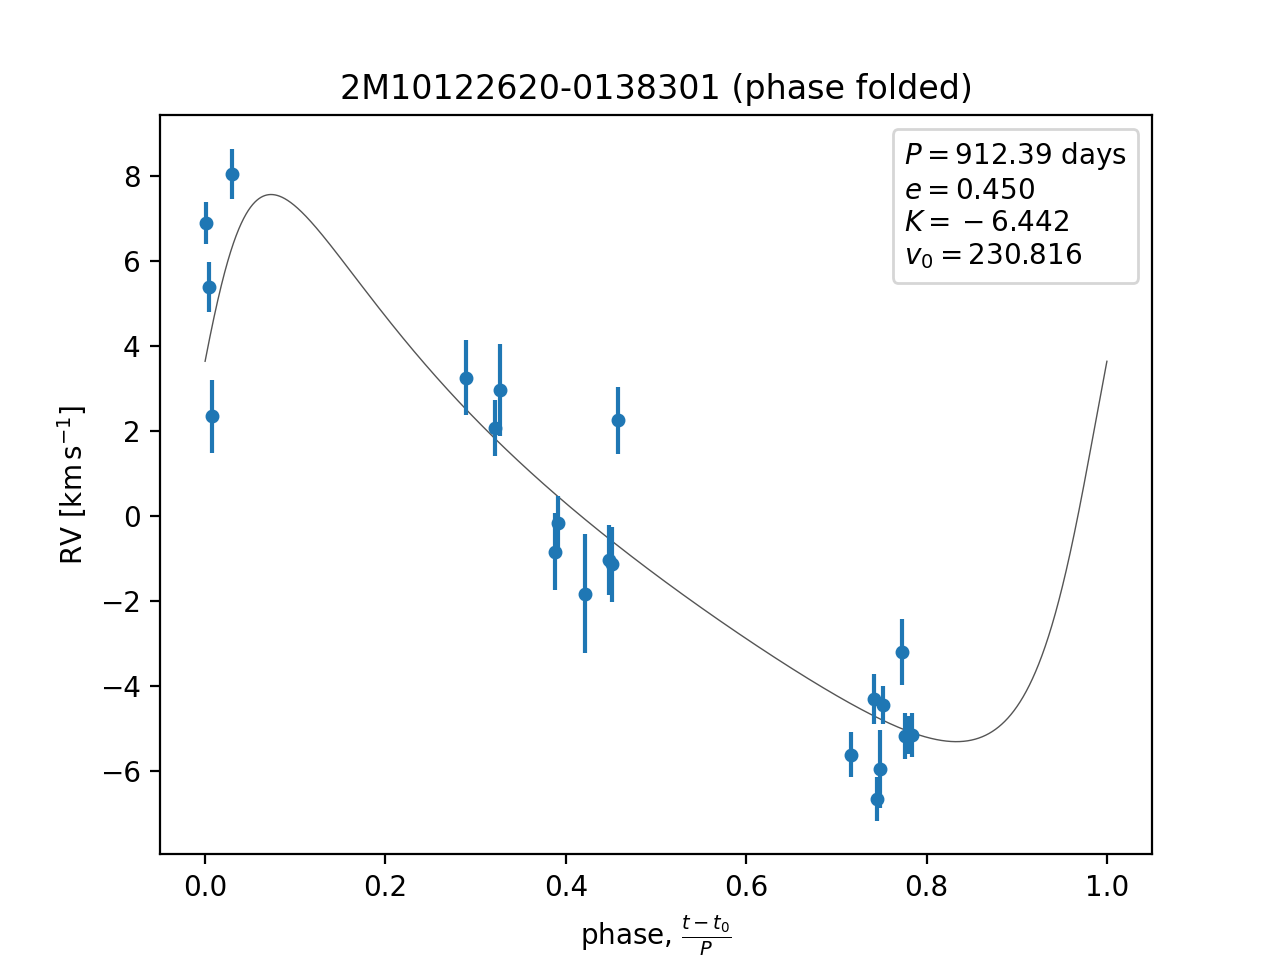 2M10122620-0138301 (phase folded)
P = 912.39 days
e = 0.450
K = −6.442
v₀ = 230.816
8
6
4
2
0
−2
−4
−6
RV [km s⁻¹]
0.0 0.2 0.4 0.6 0.8 1.0
phase, (t − t₀)/P